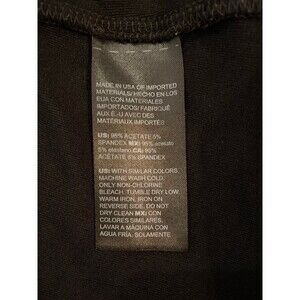 MADE IN USA OF IMPORTED
MATERIALS/HECHO EN LOS
EUA CON MATERIALES
IMPORTADOS/ FABRIQUÉ
AUX É.-U AVEC DES
MATÉRIAUX IMPORTÉS
US: 95% ACETATE 5%
SPANDEX MX: 95% acetato
5% elastano CA: 95%
ACETATE 5% SPANDEX
US: WITH SIMILAR COLORS,
MACHINE WASH COLD,
ONLY NON-CHLORINE
BLEACH, TUMBLE DRY LOW,
WARM IRON, IRON ON
REVERSE SIDE. DO NOT
DRY CLEAN MX: CON
COLORES SIMILARES,
LAVAR A MÁQUINA CON
AGUA FRÍA, SOLAMENTE